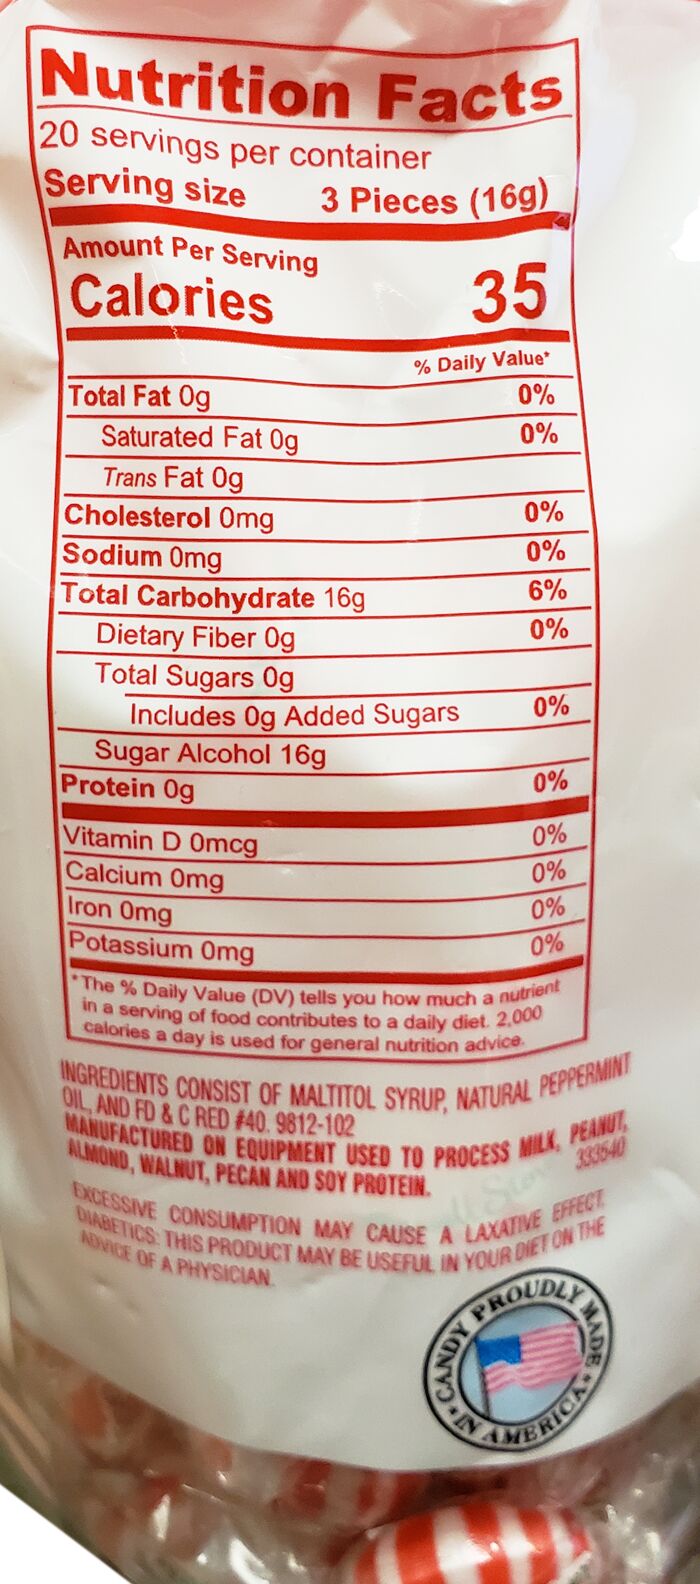 Nutrition Facts
20 servings per container
Serving size 3 Pieces (16g)
Amount Per Serving
Calories 35
% Daily Value*
Total Fat 0g 0%
Saturated Fat 0g 0%
Trans Fat 0g
Cholesterol 0mg 0%
Sodium 0mg 0%
Total Carbohydrate 16g 6%
Dietary Fiber 0g 0%
Total Sugars 0g
Includes 0g Added Sugars 0%
Sugar Alcohol 16g
Protein 0g 0%
Vitamin D 0mcg 0%
Calcium 0mg 0%
Iron 0mg 0%
Potassium 0mg 0%
*The % Daily Value (DV) tells you how much a nutrient
in a serving of food contributes to a daily diet. 2,000
calories a day is used for general nutrition advice.
INGREDIENTS CONSIST OF MALTITOL SYRUP, NATURAL PEPPERMINT
OIL, AND FD & C RED #40. 9812-102
MANUFACTURED ON EQUIPMENT USED TO PROCESS MILK, PEANUT,
ALMOND, WALNUT, PECAN AND SOY PROTEIN. 333540
EXCESSIVE CONSUMPTION MAY CAUSE A LAXATIVE EFFECT.
DIABETICS: THIS PRODUCT MAY BE USEFUL IN YOUR DIET ON THE
ADVICE OF A PHYSICIAN.
CANDY PROUDLY MADE
IN AMERICA